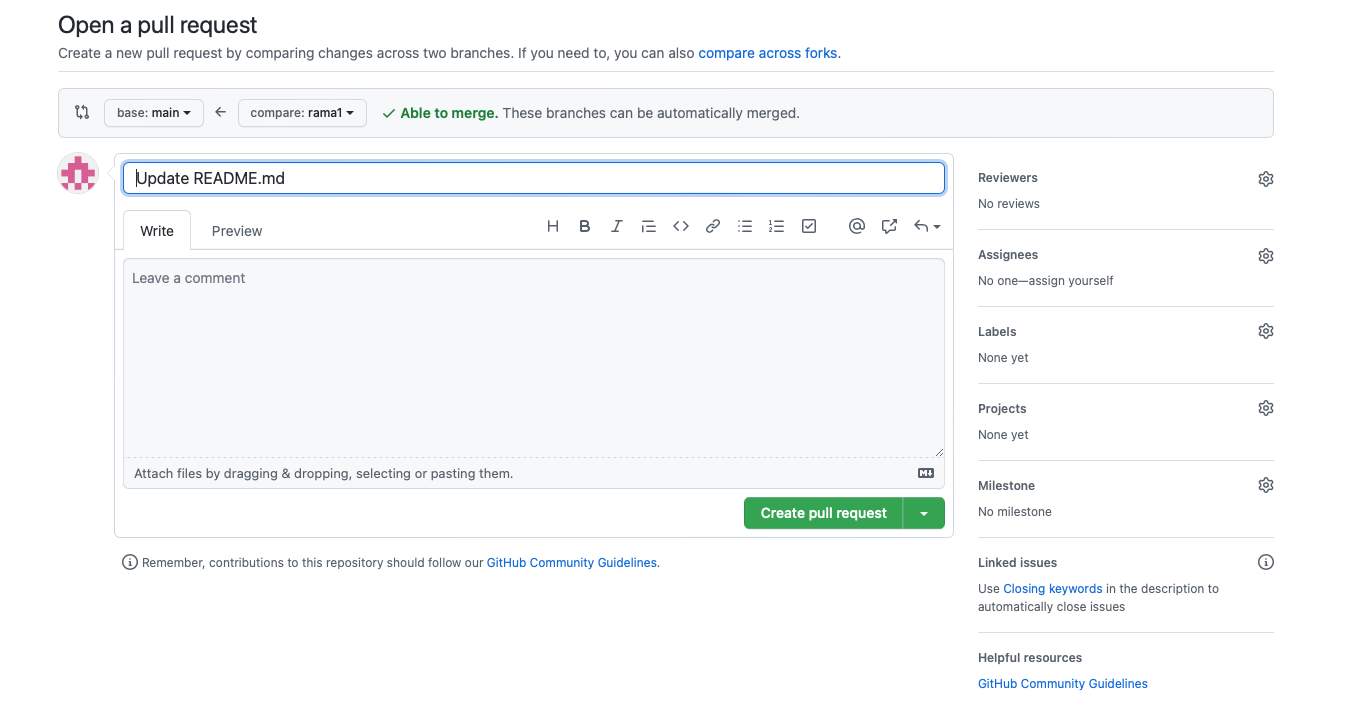 Open a pull request
Create a new pull request by comparing changes across two branches. If you need to, you can also compare across forks.
base: main
compare: rama1
Able to merge. These branches can be automatically merged.
Update README.md
Write
Preview
Leave a comment
Attach files by dragging & dropping, selecting or pasting them.
Create pull request
Remember, contributions to this repository should follow our GitHub Community Guidelines.
Reviewers
No reviews
Assignees
No one—assign yourself
Labels
None yet
Projects
None yet
Milestone
No milestone
Linked issues
Use Closing keywords in the description to
automatically close issues
Helpful resources
GitHub Community Guidelines